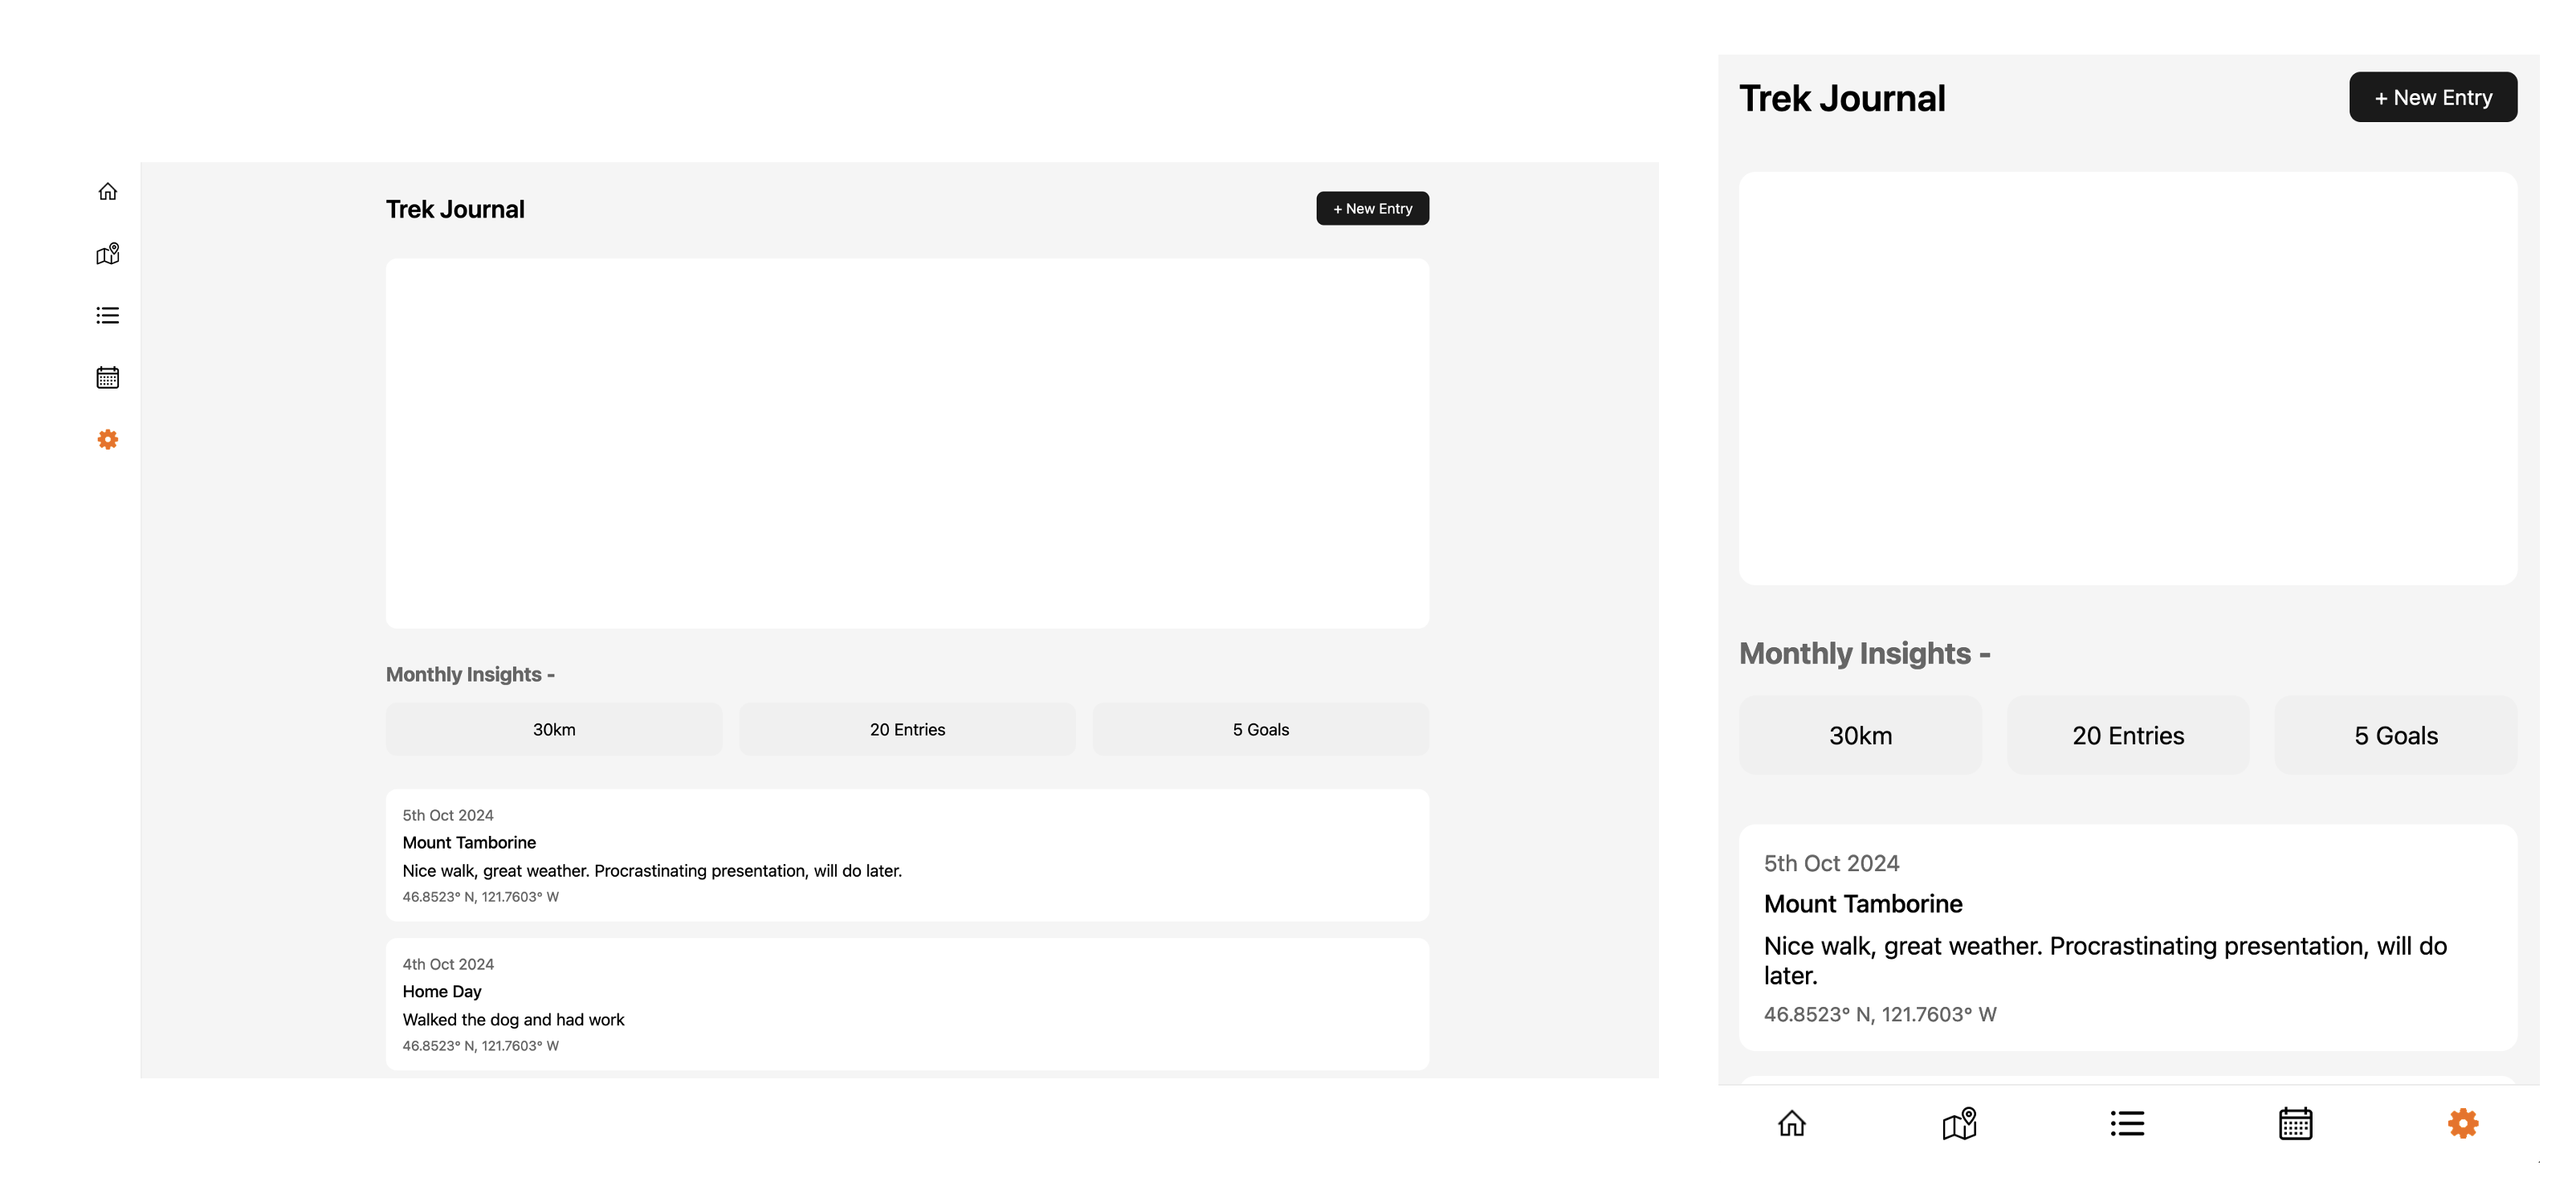 Trek Journal
+ New Entry
Monthly Insights -
30km
20 Entries
5 Goals
5th Oct 2024
Mount Tamborine
Nice walk, great weather. Procrastinating presentation, will do later.
46.8523° N, 121.7603° W
4th Oct 2024
Home Day
Walked the dog and had work
46.8523° N, 121.7603° W
Trek Journal
+ New Entry
Monthly Insights -
30km
20 Entries
5 Goals
5th Oct 2024
Mount Tamborine
Nice walk, great weather. Procrastinating presentation, will do
later.
46.8523° N, 121.7603° W